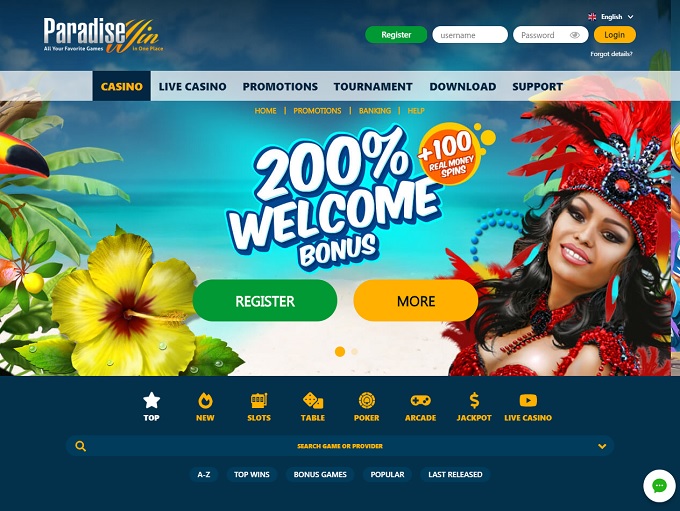 ParadiseWin
All Your Favorite Games in One Place
English
Register
username
Password
Login
Forgot details?
CASINO
LIVE CASINO
PROMOTIONS
TOURNAMENT
DOWNLOAD
SUPPORT
HOME | PROMOTIONS | BANKING | HELP
200%
WELCOME
BONUS
+100
REAL MONEY
SPINS
REGISTER
MORE
TOP
NEW
SLOTS
TABLE
POKER
ARCADE
JACKPOT
LIVE CASINO
SEARCH GAME OR PROVIDER
A-Z
TOP WINS
BONUS GAMES
POPULAR
LAST RELEASED